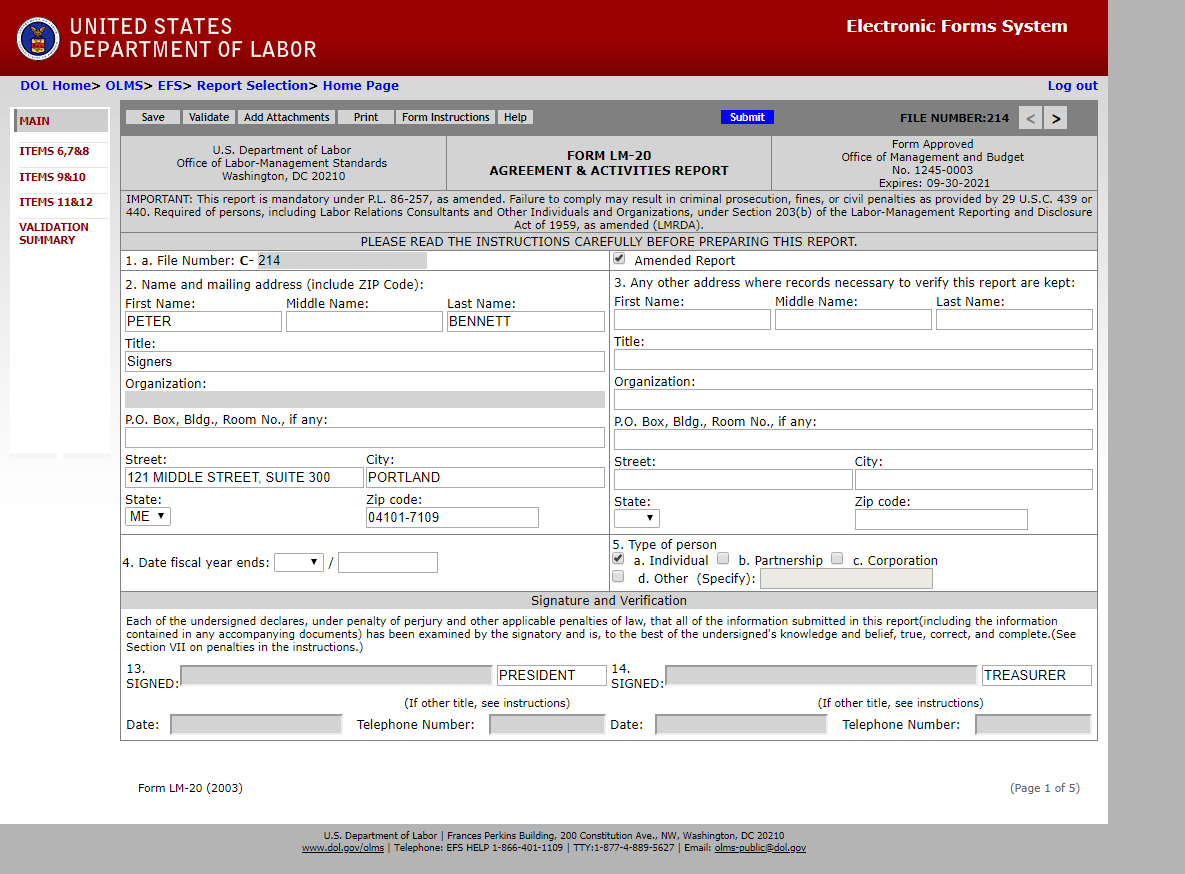 UNITED STATES
DEPARTMENT OF LABOR
Electronic Forms System
DOL Home> OLMS> EFS> Report Selection> Home Page
Log out
MAIN
ITEMS 6,7&8
ITEMS 9&10
ITEMS 11&12
VALIDATION
SUMMARY
Save Validate Add Attachments Print Form Instructions Help Submit FILE NUMBER:214 < >
U.S. Department of Labor
Office of Labor-Management Standards
Washington, DC 20210
FORM LM-20
AGREEMENT & ACTIVITIES REPORT
Form Approved
Office of Management and Budget
No. 1245-0003
Expires: 09-30-2021
IMPORTANT: This report is mandatory under P.L. 86-257, as amended. Failure to comply may result in criminal prosecution, fines, or civil penalties as provided by 29 U.S.C. 439 or
440. Required of persons, including Labor Relations Consultants and Other Individuals and Organizations, under Section 203(b) of the Labor-Management Reporting and Disclosure
Act of 1959, as amended (LMRDA).
PLEASE READ THE INSTRUCTIONS CAREFULLY BEFORE PREPARING THIS REPORT.
1. a. File Number: C- 214
Amended Report
2. Name and mailing address (include ZIP Code):
First Name: Middle Name: Last Name:
PETER BENNETT
Title:
Signers
Organization:
P.O. Box, Bldg., Room No., if any:
Street: City:
121 MIDDLE STREET, SUITE 300 PORTLAND
State: Zip code:
ME 04101-7109
3. Any other address where records necessary to verify this report are kept:
First Name: Middle Name: Last Name:
Title:
Organization:
P.O. Box, Bldg., Room No., if any:
Street: City:
State: Zip code:
4. Date fiscal year ends: /
5. Type of person
a. Individual b. Partnership c. Corporation
d. Other (Specify):
Signature and Verification
Each of the undersigned declares, under penalty of perjury and other applicable penalties of law, that all of the information submitted in this report(including the information
contained in any accompanying documents) has been examined by the signatory and is, to the best of the undersigned's knowledge and belief, true, correct, and complete.(See
Section VII on penalties in the instructions.)
13.
SIGNED: PRESIDENT
14.
SIGNED: TREASURER
(If other title, see instructions) (If other title, see instructions)
Date: Telephone Number: Date: Telephone Number:
Form LM-20 (2003)
(Page 1 of 5)
U.S. Department of Labor | Frances Perkins Building, 200 Constitution Ave., NW, Washington, DC 20210
www.dol.gov/olms | Telephone: EFS HELP 1-866-401-1109 | TTY:1-877-4-889-5627 | Email: olms-public@dol.gov